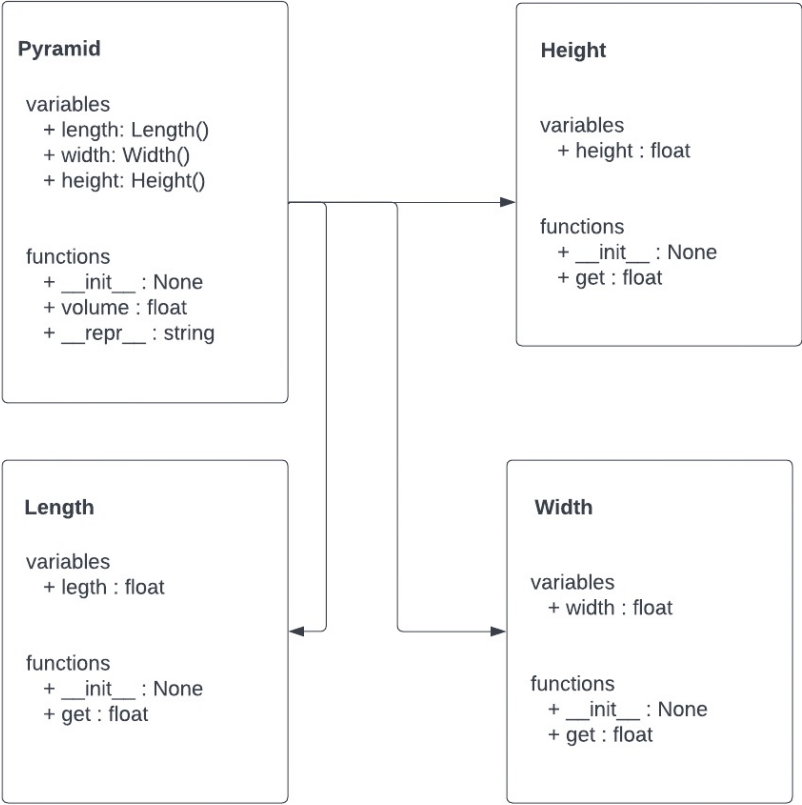 Pyramid
variables
+ length: Length()
+ width: Width()
+ height: Height()
functions
+ __init__ : None
+ volume : float
+ __repr__ : string
Height
variables
+ height : float
functions
+ __init__ : None
+ get : float
Length
variables
+ legth : float
functions
+ __init__ : None
+ get : float
Width
variables
+ width : float
functions
+ __init__ : None
+ get : float